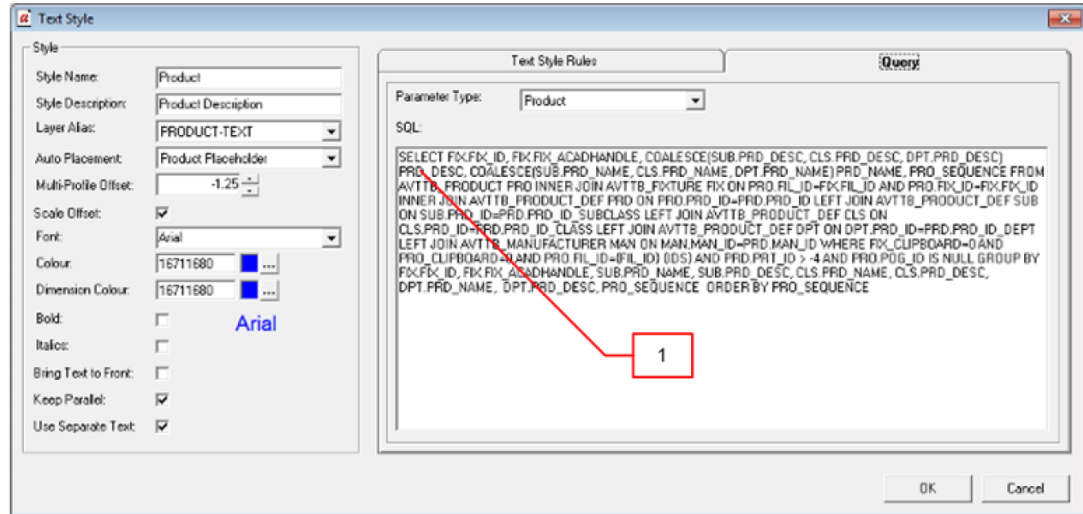 Text Style
Style
Style Name: Product
Style Description: Product Description
Layer Alias: PRODUCT-TEXT
Auto Placement: Product Placeholder
Multi-Profile Offset: -1.25
Scale Offset:
Font: Arial
Colour: 16711680 ...
Dimension Colour: 16711680 ...
Bold:
Arial
Italics:
Bring Text to Front:
Keep Parallel:
Use Separate Text:
Text Style Rules
Query
Parameter Type: Product
SQL:
SELECT FIX.FIX_ID, FIX.FIX_ACADHANDLE, COALESCE(SUB.PRD_DESC, CLS.PRD_DESC, DPT.PRD_DESC)
PRD_DESC, COALESCE(SUB.PRD_NAME, CLS.PRD_NAME, DPT.PRD_NAME) PRD_NAME, PRO_SEQUENCE FROM
AVTTB_PRODUCT PRO INNER JOIN AVTTB_FIXTURE FIX ON PRO.FIL_ID=FIX.FIL_ID AND PRO.FIX_ID=FIX.FIX_ID
INNER JOIN AVTTB_PRODUCT_DEF PRD ON PRO.PRD_ID=PRD.PRD_ID LEFT JOIN AVTTB_PRODUCT_DEF SUB
ON SUB.PRD_ID=PRD.PRD_ID_SUBCLASS LEFT JOIN AVTTB_PRODUCT_DEF CLS ON
CLS.PRD_ID=PRD.PRD_ID_CLASS LEFT JOIN AVTTB_PRODUCT_DEF DPT ON DPT.PRD_ID=PRD.PRD_ID_DEPT
LEFT JOIN AVTTB_MANUFACTURER MAN ON MAN.MAN_ID=PRD.MAN_ID WHERE FIX_CLIPBOARD=0 AND
PRO_CLIPBOARD=0 AND PRO.FIL_ID=(FIL_ID) (IDS) AND PRD.PRT_ID > -4 AND PRO.POG_ID IS NULL GROUP BY
FIX.FIX_ID, FIX.FIX_ACADHANDLE, SUB.PRD_NAME, SUB.PRD_DESC, CLS.PRD_NAME, CLS.PRD_DESC,
DPT.PRD_NAME, DPT.PRD_DESC, PRO_SEQUENCE ORDER BY PRO_SEQUENCE
1
OK
Cancel